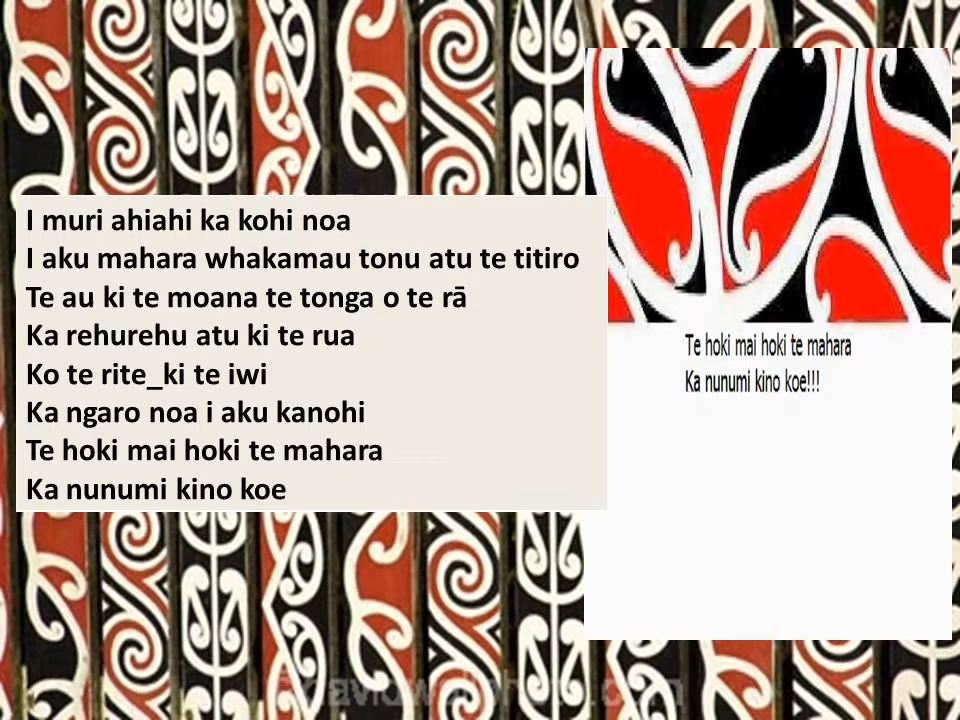 I muri ahiahi ka kohi noa
I aku mahara whakamau tonu atu te titiro
Te au ki te moana te tonga o te rā
Ka rehurehu atu ki te rua
Ko te rite_ki te iwi
Ka ngaro noa i aku kanohi
Te hoki mai hoki te mahara
Ka nunumi kino koe
Te hoki mai hoki te mahara
Ka nunumi kino koe!!!